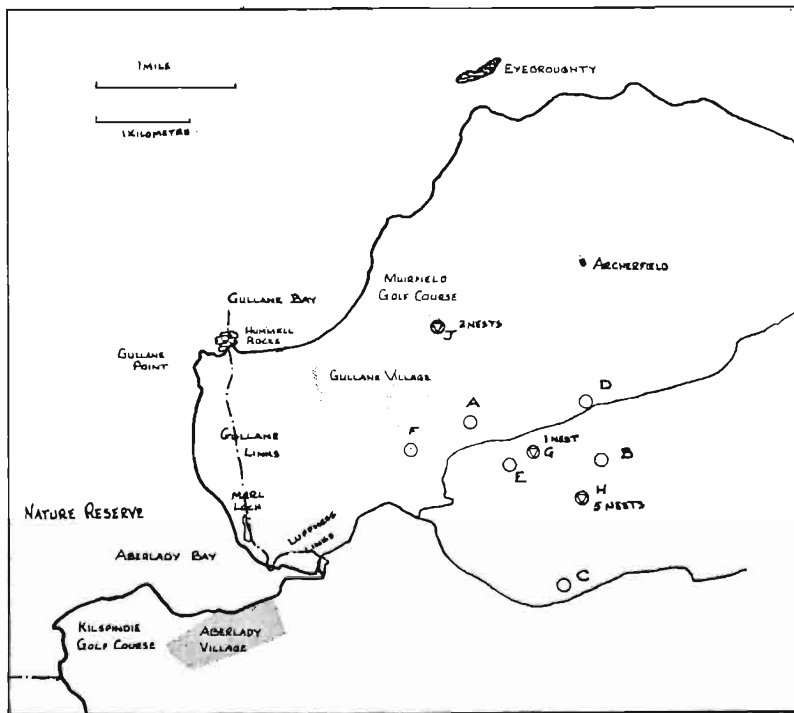 1 MILE
1 KILOMETRE
EYEBROUGHTY
ARCHERFIELD
MUIRFIELD
GOLF COURSE
GULLANE BAY
HUMMELL
ROCKS
GULLANE
POINT
J 2 NESTS
GULLANE VILLAGE
D
A
F
GULLANE
LINKS
1 NEST
G
E
B
H
5 NESTS
MARL
LOCH
NATURE RESERVE
LUFFNESS
LINKS
ABERLADY BAY
C
KILSPINDIE
GOLF COURSE
ABERLADY
VILLAGE